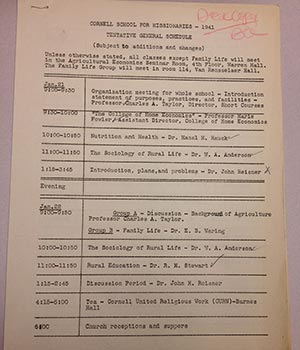 CORNELL SCHOOL FOR MISSIONARIES - 1941
TENTATIVE GENERAL SCHEDULE
(Subject to additions and changes)
Unless otherwise stated, all classes except Family Life will meet
in the Agricultural Economics Seminar Room, 4th Floor, Warren Hall.
The Family Life Group will meet in room 114, Van Rensselaer Hall.
Jan. 21
9:00-9:30 Organization meeting for whole school - Introduction
statement of purposes, practices, and facilities -
Professor Charles A. Taylor, Director, Short Courses
9:30-10:00 "The College of Home Economics" - Professor Marie
Fowler, Assistant Director, College of Home Economics
10:00-10:50 Nutrition and Health - Dr. Hazel M. Hauck
11:00-11:50 The Sociology of Rural Life - Dr. W. A. Anderson
1:15-2:45 Introduction, plans, and problems - Dr. John Reisner X
Evening
Jan. 22
9:00-9:50 Group A - Discussion - Background of Agriculture
Professor Charles A. Taylor.
Group B - Family Life - Dr. E. B. Waring
10:00-10:50 The Sociology of Rural Life - Dr. W. A. Anderson
11:00-11:50 Rural Education - Dr. R. M. Stewart
1:15-2:45 Discussion Period - Dr. John H. Reisner
4:15-5:00 Tea - Cornell United Religious Work (CURW)-Barnes
Hall
6:00 Church receptions and suppers